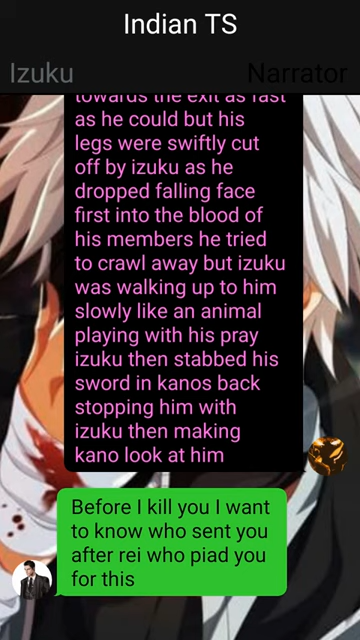 Indian TS
Izuku
Narrator
towards the exit as fast
as he could but his
legs were swiftly cut
off by izuku as he
dropped falling face
first into the blood of
his members he tried
to crawl away but izuku
was walking up to him
slowly like an animal
playing with his pray
izuku then stabbed his
sword in kanos back
stopping him with
izuku then making
kano look at him
Before I kill you I want
to know who sent you
after rei who piad you
for this